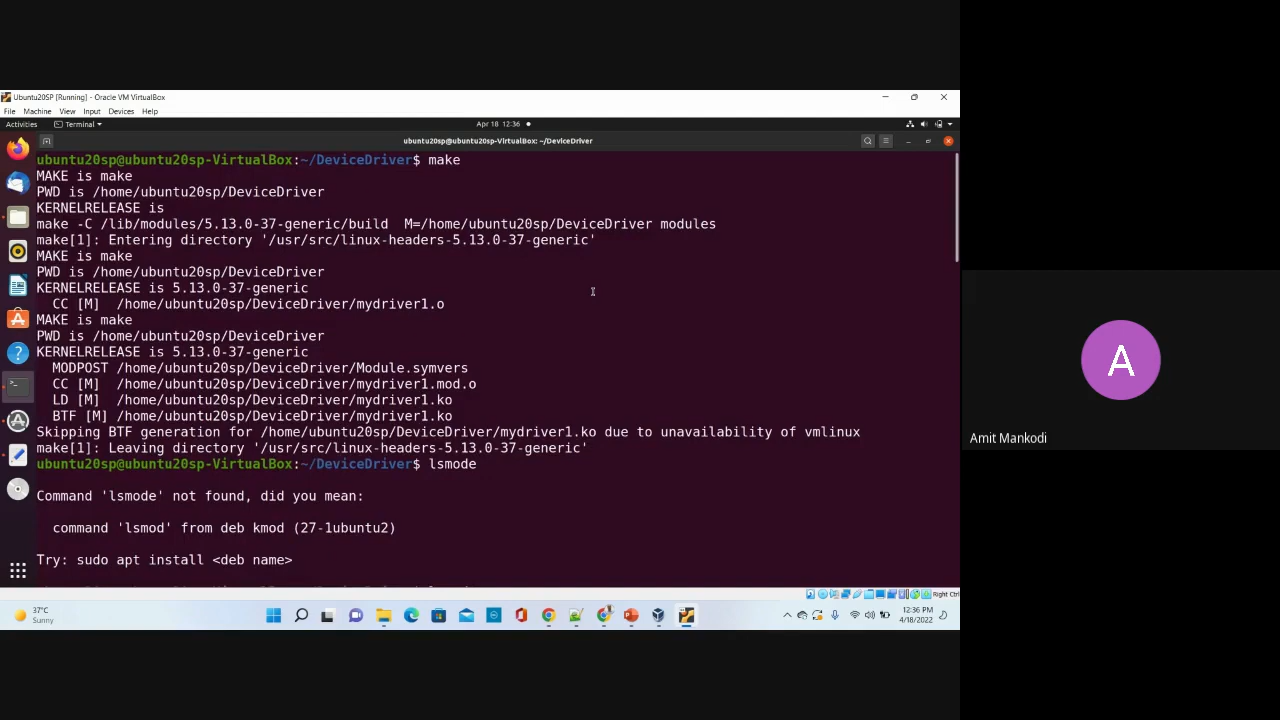 Ubuntu20SP [Running] - Oracle VM VirtualBox
File Machine View Input Devices Help
Activities Terminal Apr 18 12:36
ubuntu20sp@ubuntu20sp-VirtualBox: ~/DeviceDriver
ubuntu20sp@ubuntu20sp-VirtualBox:~/DeviceDriver$ make
MAKE is make
PWD is /home/ubuntu20sp/DeviceDriver
KERNELRELEASE is
make -C /lib/modules/5.13.0-37-generic/build  M=/home/ubuntu20sp/DeviceDriver modules
make[1]: Entering directory '/usr/src/linux-headers-5.13.0-37-generic'
MAKE is make
PWD is /home/ubuntu20sp/DeviceDriver
KERNELRELEASE is 5.13.0-37-generic
  CC [M]  /home/ubuntu20sp/DeviceDriver/mydriver1.o
MAKE is make
PWD is /home/ubuntu20sp/DeviceDriver
KERNELRELEASE is 5.13.0-37-generic
  MODPOST /home/ubuntu20sp/DeviceDriver/Module.symvers
  CC [M]  /home/ubuntu20sp/DeviceDriver/mydriver1.mod.o
  LD [M]  /home/ubuntu20sp/DeviceDriver/mydriver1.ko
  BTF [M] /home/ubuntu20sp/DeviceDriver/mydriver1.ko
Skipping BTF generation for /home/ubuntu20sp/DeviceDriver/mydriver1.ko due to unavailability of vmlinux
make[1]: Leaving directory '/usr/src/linux-headers-5.13.0-37-generic'
ubuntu20sp@ubuntu20sp-VirtualBox:~/DeviceDriver$ lsmode
Command 'lsmode' not found, did you mean:
  command 'lsmod' from deb kmod (27-1ubuntu2)
Try: sudo apt install <deb name>
Right Ctrl
37°C
Sunny
12:36 PM
4/18/2022
A
Amit Mankodi